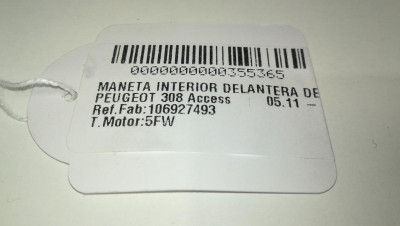 0000000000355365
MANETA INTERIOR DELANTERA DE
PEUGEOT 308 Access 05.11 –
Ref.Fab:106927493
T.Motor:5FW